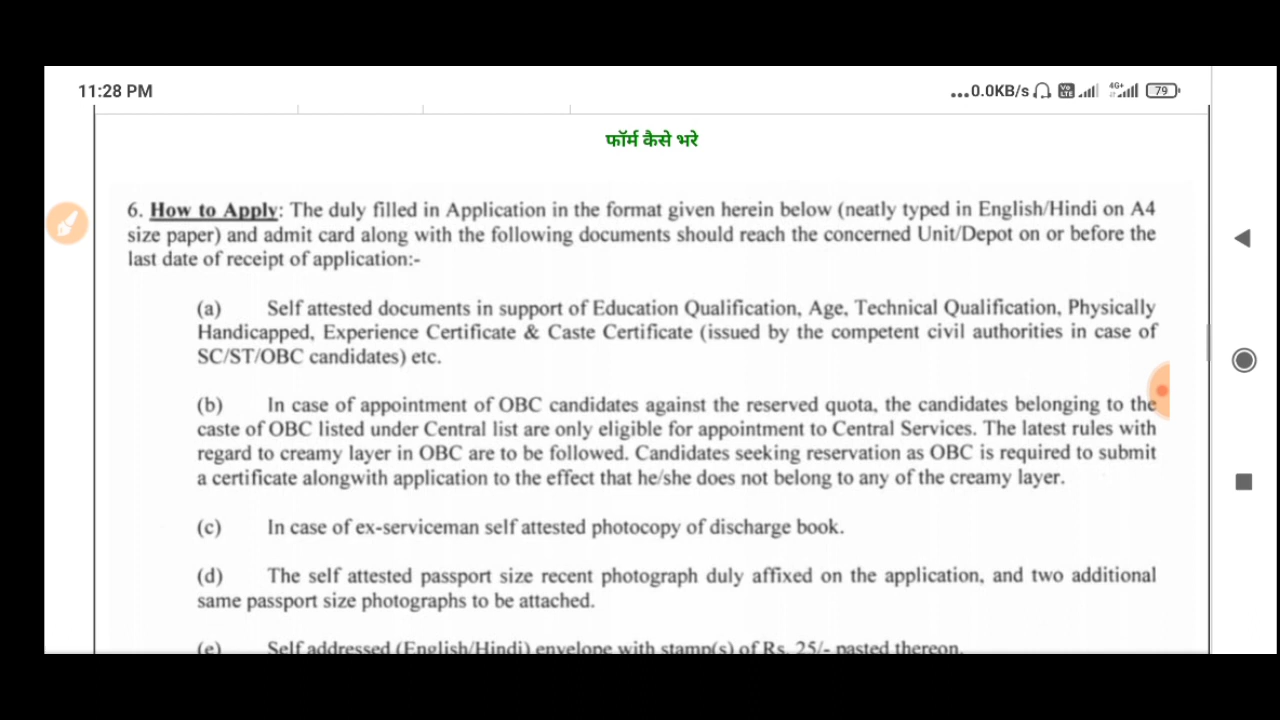 11:28 PM
...0.0KB/s Vo LTE 4G+ 79
फॉर्म कैसे भरे
6. How to Apply: The duly filled in Application in the format given herein below (neatly typed in English/Hindi on A4
size paper) and admit card along with the following documents should reach the concerned Unit/Depot on or before the
last date of receipt of application:-
(a) Self attested documents in support of Education Qualification, Age, Technical Qualification, Physically
Handicapped, Experience Certificate & Caste Certificate (issued by the competent civil authorities in case of
SC/ST/OBC candidates) etc.
(b) In case of appointment of OBC candidates against the reserved quota, the candidates belonging to the
caste of OBC listed under Central list are only eligible for appointment to Central Services. The latest rules with
regard to creamy layer in OBC are to be followed. Candidates seeking reservation as OBC is required to submit
a certificate alongwith application to the effect that he/she does not belong to any of the creamy layer.
(c) In case of ex-serviceman self attested photocopy of discharge book.
(d) The self attested passport size recent photograph duly affixed on the application, and two additional
same passport size photographs to be attached.
(e) Self addressed (English/Hindi) envelope with stamp(s) of Rs. 25/- pasted thereon.